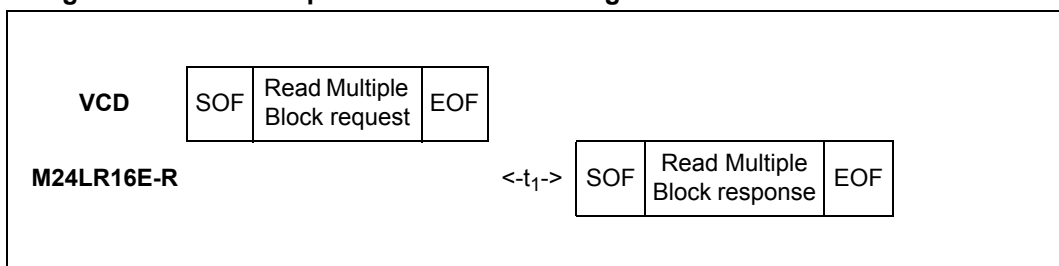 VCD SOF Read Multiple Block request EOF
M24LR16E-R <-t1-> SOF Read Multiple Block response EOF